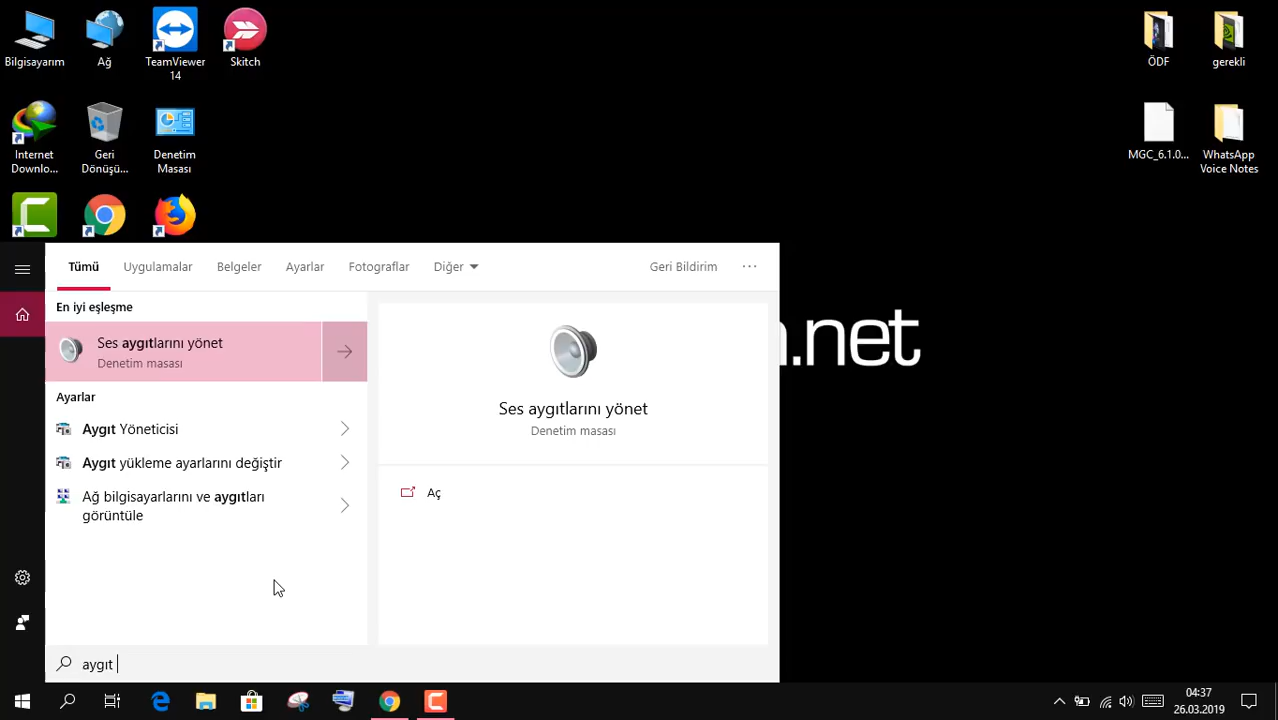 Bilgisayarım
Ağ
TeamViewer
14
Skitch
ÖDF
gerekli
Internet
Downlo...
Geri
Dönüşü...
Denetim
Masası
MGC_6.1.0...
WhatsApp
Voice Notes
Tümü
Uygulamalar
Belgeler
Ayarlar
Fotograflar
Diğer
Geri Bildirim
...
En iyi eşleşme
Ses aygıtlarını yönet
Denetim masası
Ayarlar
Aygıt Yöneticisi
Aygıt yükleme ayarlarını değiştir
Ağ bilgisayarlarını ve aygıtları
görüntüle
Ses aygıtlarını yönet
Denetim masası
Aç
.net
aygıt
04:37
26.03.2019